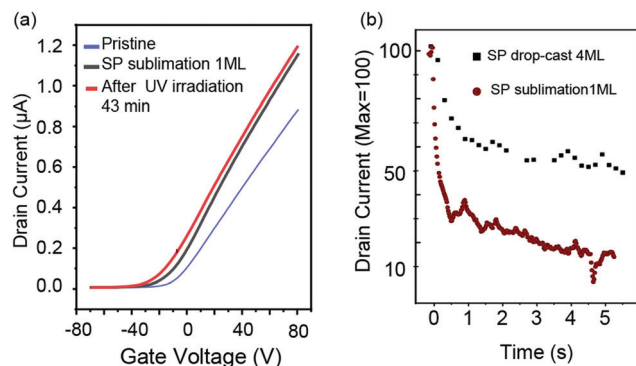 (a)
Pristine
SP sublimation 1ML
After UV irradiation
43 min
Drain Current (µA)
1.2
1.0
0.8
0.6
0.4
0.2
0.0
-80 -40 0 40 80
Gate Voltage (V)
(b)
SP drop-cast 4ML
SP sublimation1ML
Drain Current (Max=100)
100
50
10
0 1 2 3 4 5
Time (s)